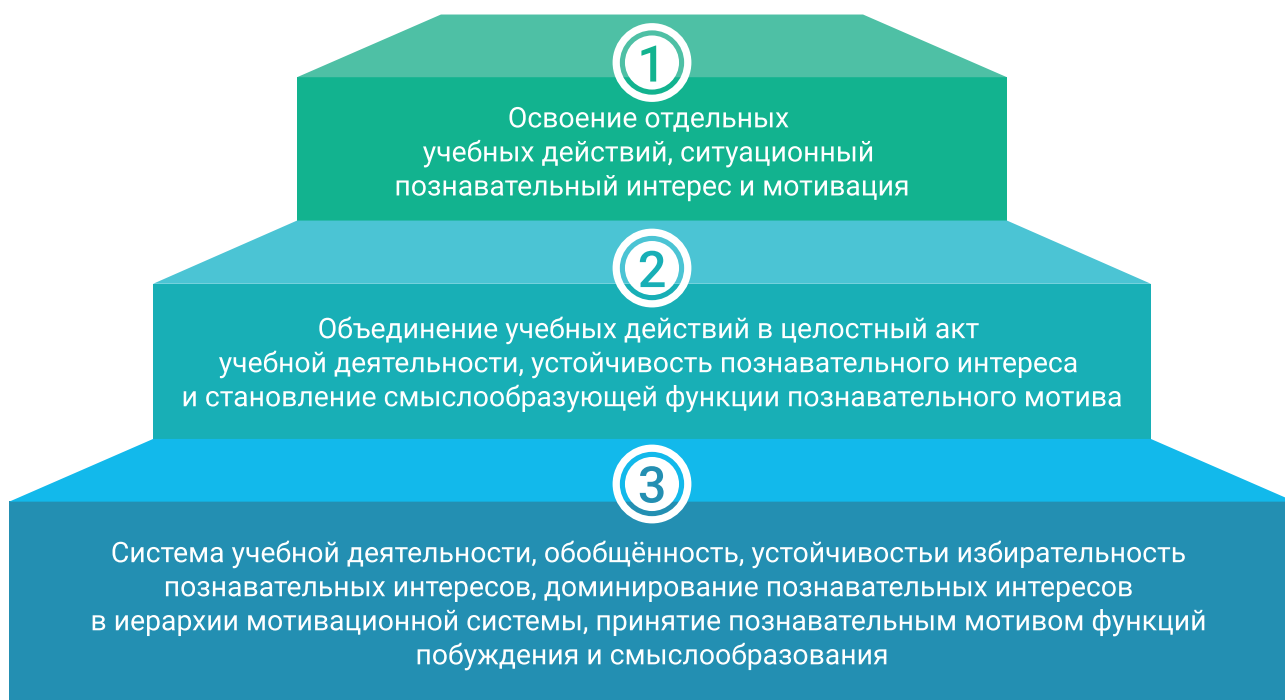 1
Освоение отдельных
учебных действий, ситуационный
познавательный интерес и мотивация
2
Объединение учебных действий в целостный акт
учебной деятельности, устойчивость познавательного интереса
и становление смыслообразующей функции познавательного мотива
3
Система учебной деятельности, обобщённость, устойчивостьи избирательность
познавательных интересов, доминирование познавательных интересов
в иерархии мотивационной системы, принятие познавательным мотивом функций
побуждения и смыслообразования